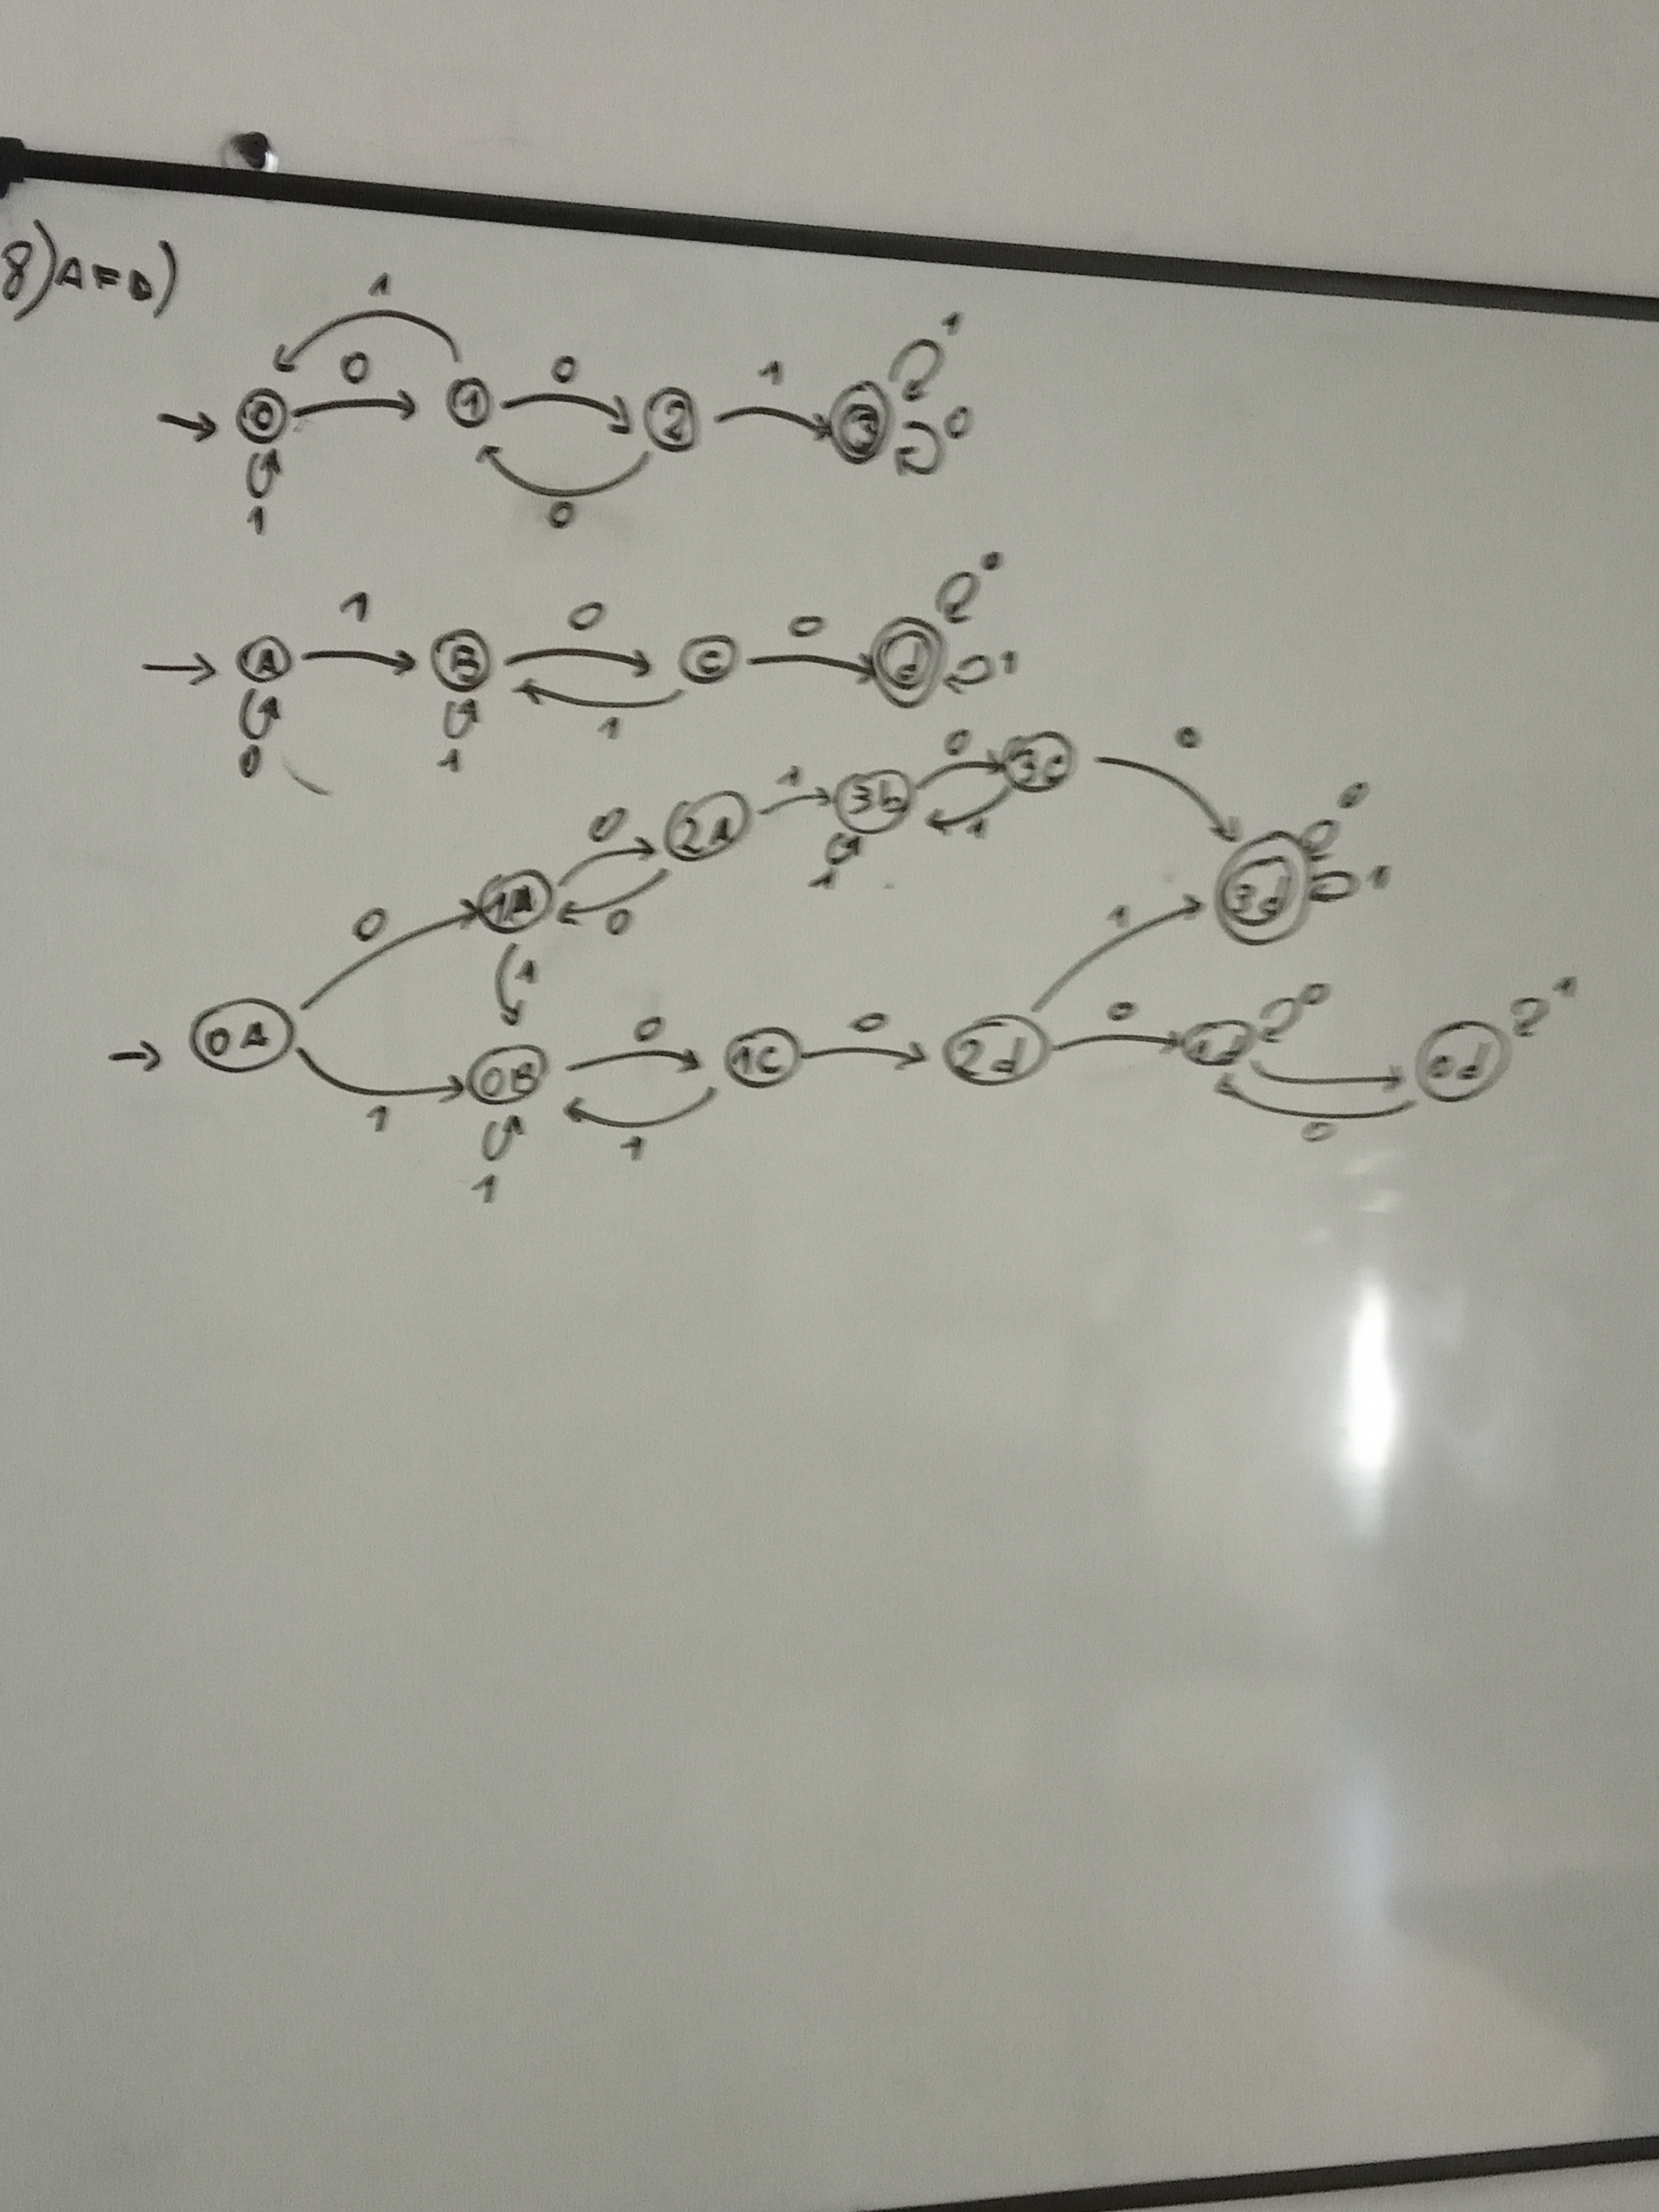 8) AFD)
1
0 0 1 1
0 1 2 3 0
1 0
1 0 0 0
A B C d 1
0 1 1
0 1 0 3b 3c 0
0 2A 1 1 0
0 1A 0 3d 1
1 1
0A 0 0 0 0 1
0B 1C 2d 1d 0d
1 1 0
1